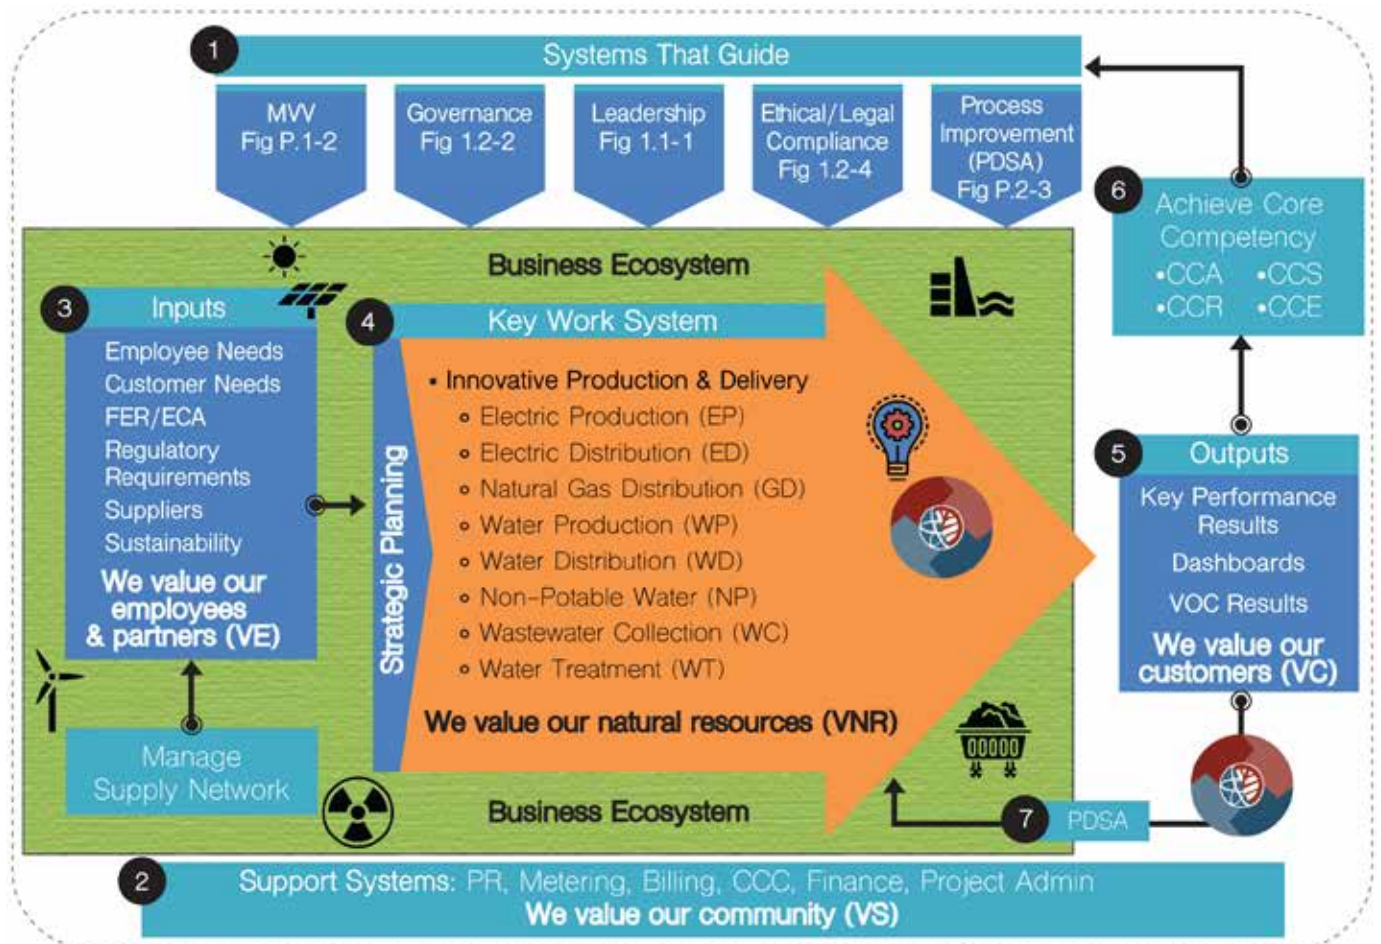 1
Systems That Guide
MVV
Fig P.1-2
Governance
Fig 1.2-2
Leadership
Fig 1.1-1
Ethical/Legal
Compliance
Fig 1.2-4
Process
Improvement
(PDSA)
Fig P.2-3
6
Achieve Core
Competency
•CCA •CCS
•CCR •CCE
Business Ecosystem
3
Inputs
Employee Needs
Customer Needs
FER/ECA
Regulatory
Requirements
Suppliers
Sustainability
We value our
employees
& partners (VE)
Manage
Supply Network
4
Key Work System
Strategic Planning
• Innovative Production & Delivery
Electric Production (EP)
Electric Distribution (ED)
Natural Gas Distribution (GD)
Water Production (WP)
Water Distribution (WD)
Non-Potable Water (NP)
Wastewater Collection (WC)
Water Treatment (WT)
We value our natural resources (VNR)
Business Ecosystem
5
Outputs
Key Performance
Results
Dashboards
VOC Results
We value our
customers (VC)
7
PDSA
2
Support Systems: PR, Metering, Billing, CCC, Finance, Project Admin
We value our community (VS)